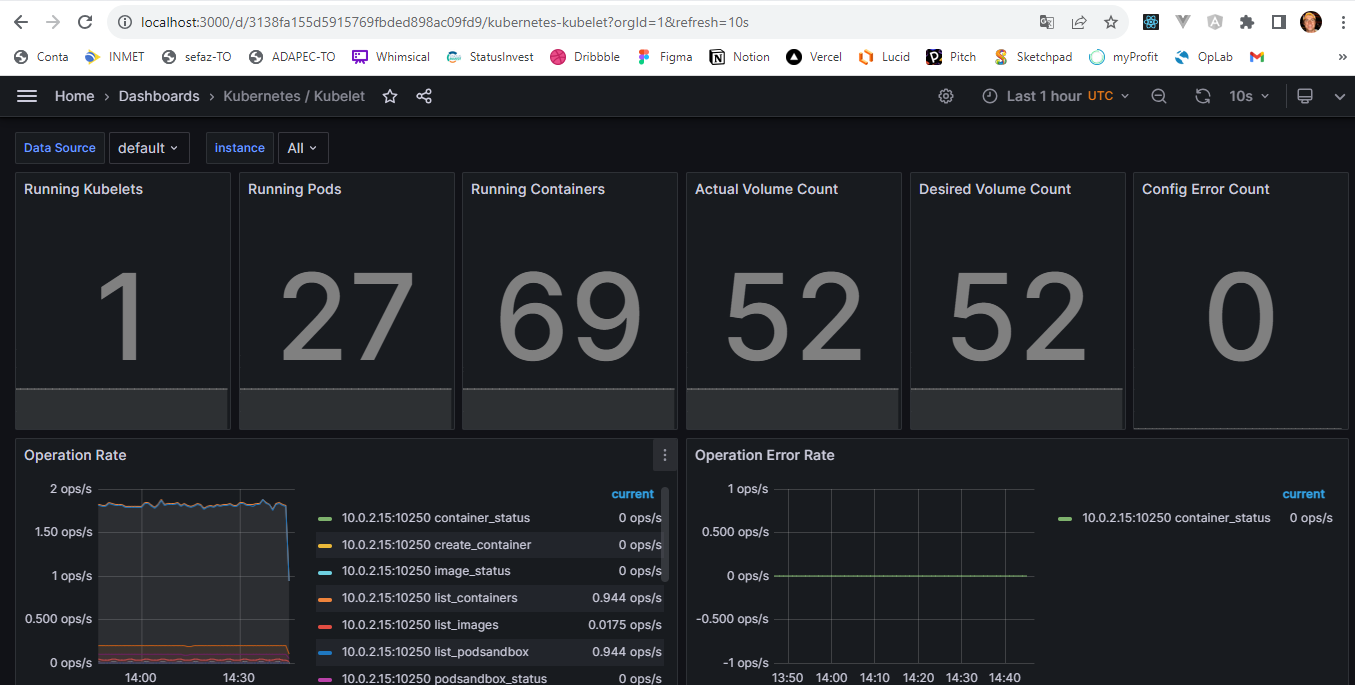 localhost:3000/d/3138fa155d5915769fbded898ac09fd9/kubernetes-kubelet?orgId=1&refresh=10s
Conta INMET sefaz-TO ADAPEC-TO Whimsical StatusInvest Dribbble Figma Notion Vercel Lucid Pitch Sketchpad myProfit OpLab »
Home › Dashboards › Kubernetes / Kubelet Last 1 hour UTC 10s
Data Source default instance All
Running Kubelets Running Pods Running Containers Actual Volume Count Desired Volume Count Config Error Count
1 27 69 52 52 0
Operation Rate
2 ops/s
1.50 ops/s
1 ops/s
0.500 ops/s
0 ops/s
14:00 14:30
current
10.0.2.15:10250 container_status 0 ops/s
10.0.2.15:10250 create_container 0 ops/s
10.0.2.15:10250 image_status 0 ops/s
10.0.2.15:10250 list_containers 0.944 ops/s
10.0.2.15:10250 list_images 0.0175 ops/s
10.0.2.15:10250 list_podsandbox 0.944 ops/s
10.0.2.15:10250 podsandbox_status 0 ops/s
Operation Error Rate
1 ops/s
0.500 ops/s
0 ops/s
-0.500 ops/s
-1 ops/s
13:50 14:00 14:10 14:20 14:30 14:40
current
10.0.2.15:10250 container_status 0 ops/s